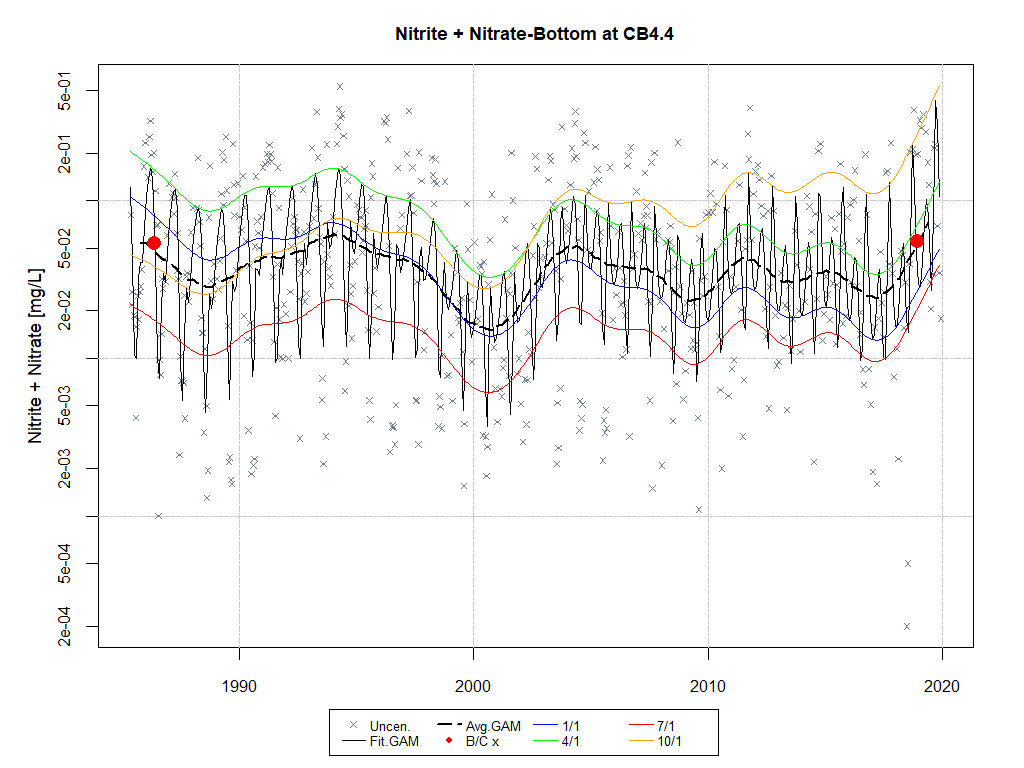 Nitrite + Nitrate-Bottom at CB4.4
Nitrite + Nitrate [mg/L]
5e-01
2e-01
5e-02
2e-02
5e-03
2e-03
5e-04
2e-04
1990 2000 2010 2020
Uncen. Avg.GAM 1/1 7/1
Fit.GAM B/C x 4/1 10/1